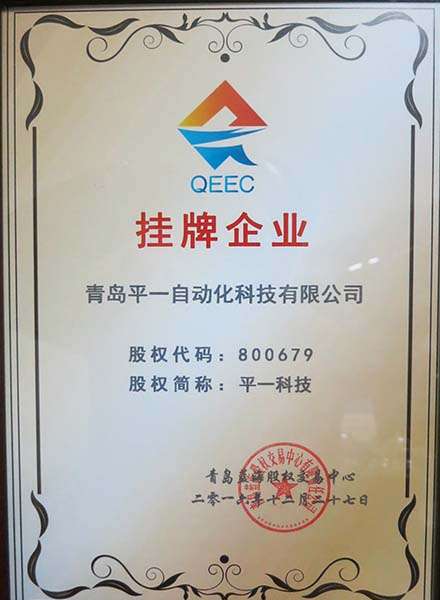 QEEC
挂牌企业
青岛平一自动化科技有限公司
股权代码：800679
股权简称：平一科技
青岛蓝海股权交易中心
二零一六年十二月二十七日